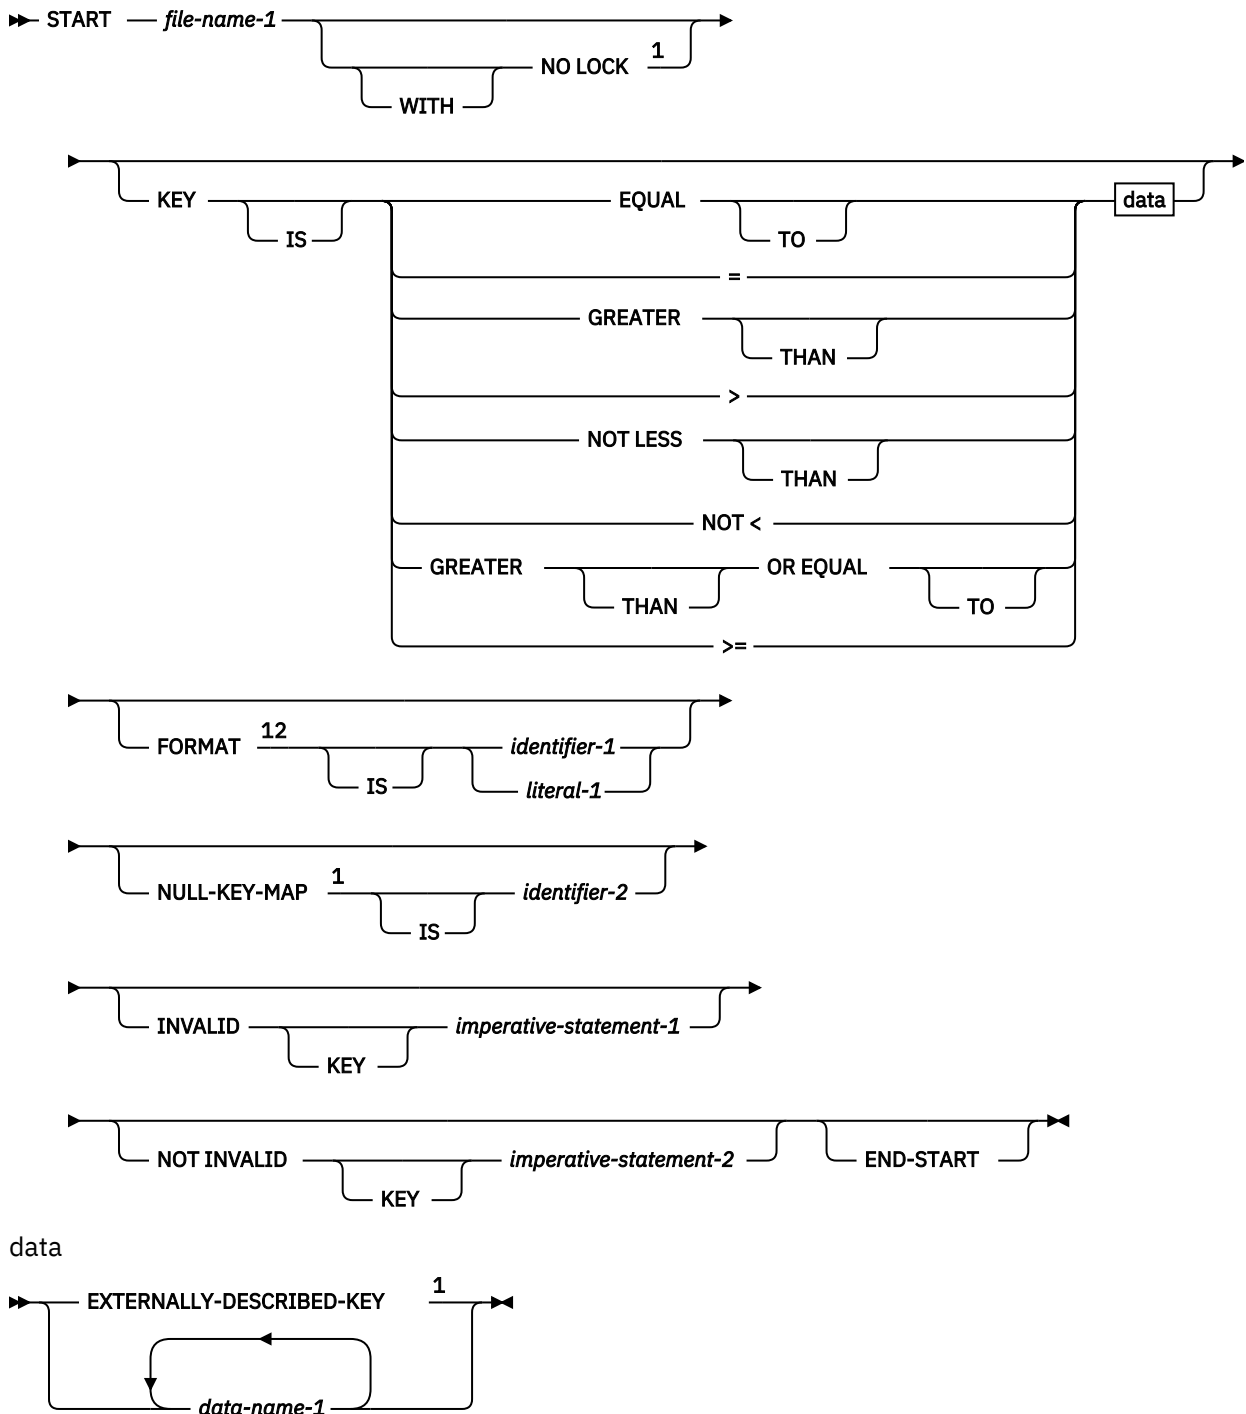 START file-name-1
NO LOCK 1
WITH
KEY EQUAL data
IS TO
=
GREATER
THAN
>
NOT LESS
THAN
NOT <
GREATER OR EQUAL
THAN TO
>=
FORMAT 12 identifier-1
IS literal-1
NULL-KEY-MAP 1 identifier-2
IS
INVALID imperative-statement-1
KEY
NOT INVALID imperative-statement-2 END-START
KEY
data
EXTERNALLY-DESCRIBED-KEY 1
data-name-1